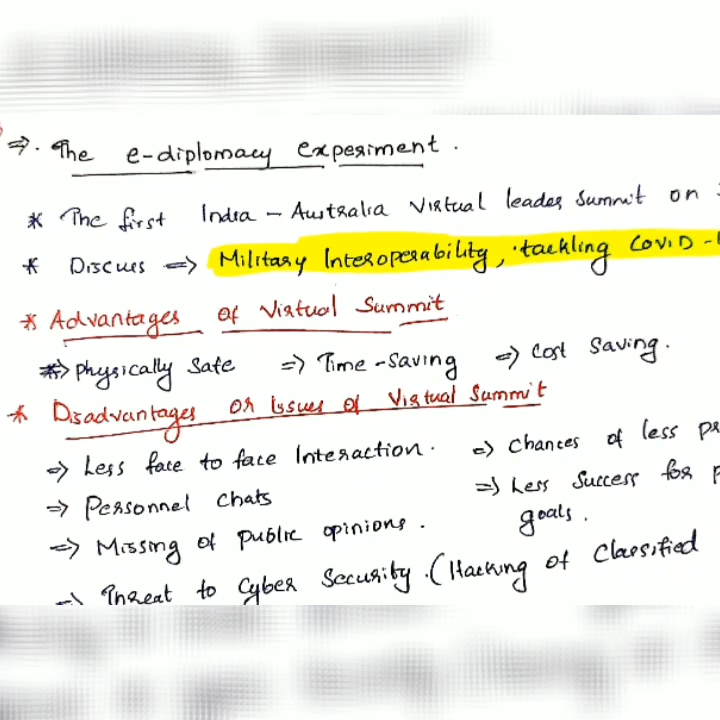 ⇒. The e-diplomacy experiment.
* The first India - Australia Virtual leader Summit on
* Discuss ⇒ Military Interoperability, tackling COVID -
* Advantages of Virtual Summit
*⇒ Physically Safe ⇒ Time-Saving ⇒ Cost Saving.
* Disadvantages or Issues of Virtual Summit
⇒ Less face to face Interaction. ⇒ Chances of less
⇒ Personnel Chats ⇒ Less Success for
goals.
⇒ Missing of public opinions.
⇒ Threat to Cyber Security. (Hacking of Classified